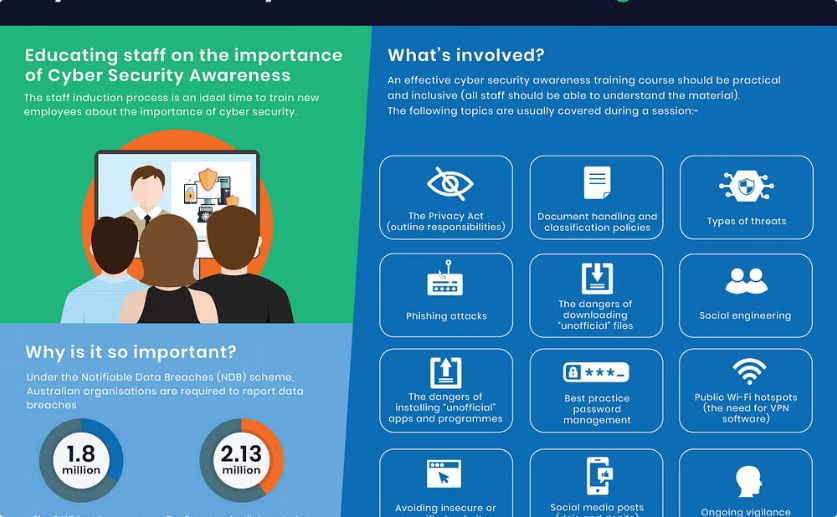 Educating staff on the importance
of Cyber Security Awareness
The staff induction process is an ideal time to train new
employees about the importance of cyber security.
Why is it so important?
Under the Notifiable Data Breaches (NDB) scheme,
Australian organisations are required to report data
breaches
1.8
million
2.13
million
What's involved?
An effective cyber security awareness training course should be practical
and inclusive (all staff should be able to understand the material).
The following topics are usually covered during a session:-
The Privacy Act
(outline responsibilities)
Document handling and
classification policies
Types of threats
Phishing attacks
The dangers of
downloading
"unofficial" files
Social engineering
The dangers of
installing "unofficial"
apps and programmes
***_
Best practice
password
management
Public Wi-Fi hotspots
(the need for VPN
software)
Avoiding insecure or
Social media posts
Ongoing vigilance